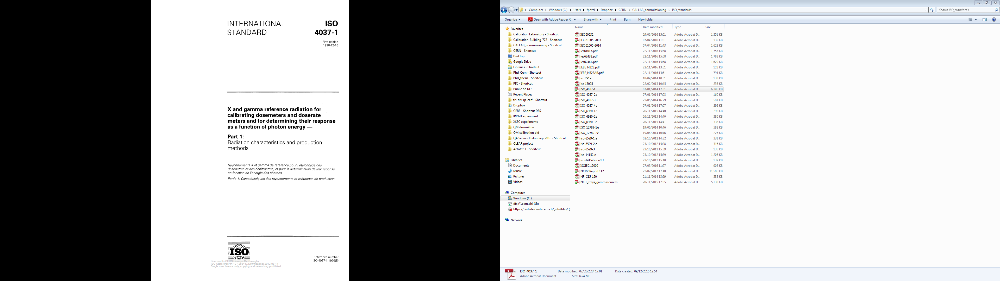 INTERNATIONAL
STANDARD
ISO
4037-1
First edition
1996-12-15
X and gamma reference radiation for
calibrating dosemeters and doserate
meters and for determining their response
as a function of photon energy —
Part 1:
Radiation characteristics and production
methods
Rayonnements X et gamma de référence pour l'étalonnage des
dosimètres et des débitmètres, et pour la détermination de leur réponse
en fonction de l'énergie des photons —
Partie 1: Caractéristiques des rayonnements et méthodes de production
ISO
Reference number
ISO 4037-1:1996(E)
Licensed to
ISO Store order #: 10-1288447/Downloaded: 2012-08-14
Single user licence only, copying and networking prohibited
Computer Windows (C:) Users fpozzi Dropbox CERN CALLAB_commissioning ISO_standards
Search ISO_standards
Organize Open with Adobe Reader XI Share with Print Burn New folder
Favorites
Calibration Laboratory - Shortcut
Calibration-Building-772 - Shortcut
CALLAB_commissioning - Shortcut
CERN - Shortcut
Desktop
Google Drive
Libraries - Shortcut
Phd_Cern - Shortcut
PhD_thesis - Shortcut
PIC - Shortcut
Public on DFS
Recent Places
tis-div-rp-cerf - Shortcut
Dropbox
CERF - Shortcut DFS
IRRAD experiment
XSEC experiments
QM dosimétrie
QM calibration old
QA Service Etalonnage 2016 - Shortcut
CLEAR project
ActiWiz 3 - Shortcut
Libraries
Documents
Music
Pictures
Videos
Computer
Windows (C:)
dfs (\\cern.ch) (G:)
https://cerf-dev.web.cern.ch/_site/files/ (
Network
Name Date modified Type Size
IEC 60532 29/06/2016 15:01 Adobe Acrobat D... 1,351 KB
IEC 61005-2003 07/04/2016 11:31 Adobe Acrobat D... 532 KB
IEC 61005-2014 07/04/2016 11:43 Adobe Acrobat D... 1,628 KB
iec61017.pdf 22/11/2016 15:58 Adobe Acrobat D... 1,755 KB
iec62438.pdf 22/11/2016 15:58 Adobe Acrobat D... 1,788 KB
iec62461.pdf 22/11/2016 15:58 Adobe Acrobat D... 1,620 KB
IEEE_N323.pdf 22/11/2016 13:51 Adobe Acrobat D... 128 KB
IEEE_N323AB.pdf 22/11/2016 13:51 Adobe Acrobat D... 794 KB
iso 2919 18/09/2014 10:51 Adobe Acrobat D... 138 KB
iso 17025 22/02/2013 10:45 Adobe Acrobat D... 236 KB
ISO_4037-1 07/01/2014 17:01 Adobe Acrobat D... 6,396 KB
ISO_4037-2e 07/01/2014 17:03 Adobe Acrobat D... 160 KB
ISO_4037-3 23/05/2014 16:29 Adobe Acrobat D... 587 KB
ISO_4037-4e 07/01/2014 17:07 Adobe Acrobat D... 292 KB
ISO_6980-1e 26/11/2015 14:40 Adobe Acrobat D... 293 KB
ISO_6980-2e 26/11/2015 14:40 Adobe Acrobat D... 386 KB
ISO_6980-3e 26/11/2015 14:41 Adobe Acrobat D... 338 KB
ISO_12789-1e 19/06/2014 10:46 Adobe Acrobat D... 588 KB
ISO_12789-2e 19/06/2014 10:46 Adobe Acrobat D... 225 KB
iso-8529-1.e 02/10/2012 14:32 Adobe Acrobat D... 331 KB
iso-8529-2.e 23/10/2012 15:38 Adobe Acrobat D... 316 KB
iso-8529-3 23/10/2012 15:39 Adobe Acrobat D... 135 KB
iso-14152.e 23/10/2012 15:39 Adobe Acrobat D... 1,206 KB
iso-14152-cor-1.f 23/10/2012 15:40 Adobe Acrobat D... 139 KB
ISOIEC 17000 27/05/2016 11:27 Adobe Acrobat D... 903 KB
NCRP Report 112 22/02/2017 17:40 Adobe Acrobat D... 11,506 KB
NF_C15_160 21/11/2014 13:59 Adobe Acrobat D... 533 KB
NIST_xrays_gammasources 20/11/2015 12:05 Adobe Acrobat D... 5,130 KB
PDF
ISO_4037-1 Date modified: 07/01/2014 17:01 Date created: 09/12/2015 12:54
Adobe Acrobat Document Size: 6.24 MB